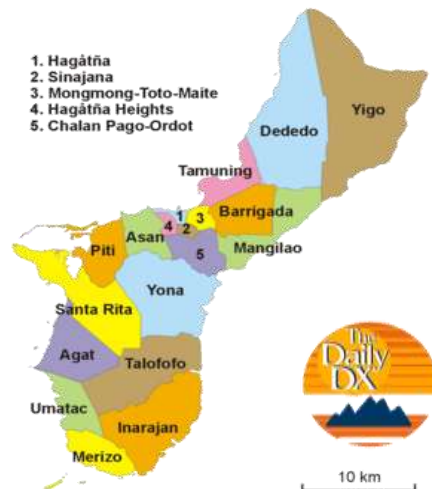 1. Hagåtña
2. Sinajana
3. Mongmong-Toto-Maite
4. Hagåtña Heights
5. Chalan Pago-Ordot
Yigo
Dededo
Tamuning
1
3
Barrigada
4
2
Asan
Piti
5
Mangilao
Yona
Santa Rita
Agat
Talofofo
Umatac
Inarajan
Merizo
The
Daily
DX
10 km